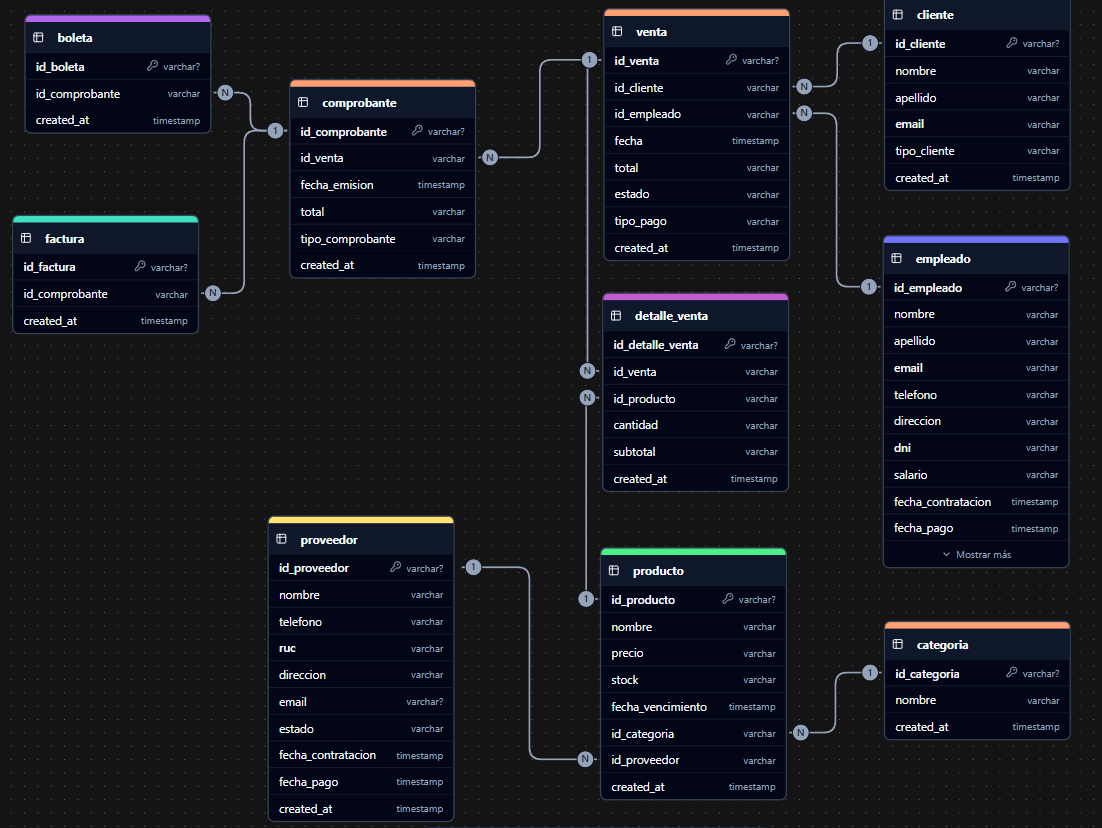 boleta
id_boleta varchar?
id_comprobante varchar
created_at timestamp
N
factura
id_factura varchar?
id_comprobante varchar
created_at timestamp
N
1
comprobante
id_comprobante varchar?
id_venta varchar
fecha_emision timestamp
total varchar
tipo_comprobante varchar
created_at timestamp
N
1
venta
id_venta varchar?
id_cliente varchar
id_empleado varchar
fecha timestamp
total varchar
estado varchar
tipo_pago varchar
created_at timestamp
N
N
1
cliente
id_cliente varchar?
nombre varchar
apellido varchar
email varchar
tipo_cliente varchar
created_at timestamp
1
empleado
id_empleado varchar?
nombre varchar
apellido varchar
email varchar
telefono varchar
direccion varchar
dni varchar
salario varchar
fecha_contratacion timestamp
fecha_pago timestamp
Mostrar más
detalle_venta
id_detalle_venta varchar?
N
id_venta varchar
N
id_producto varchar
cantidad varchar
subtotal varchar
created_at timestamp
proveedor
id_proveedor varchar?
nombre varchar
telefono varchar
ruc varchar
direccion varchar
email varchar?
estado varchar
fecha_contratacion timestamp
fecha_pago timestamp
created_at timestamp
1
producto
1
id_producto varchar?
nombre varchar
precio varchar
stock varchar
fecha_vencimiento timestamp
id_categoria varchar
N
id_proveedor varchar
created_at timestamp
N
1
categoria
id_categoria varchar?
nombre varchar
created_at timestamp